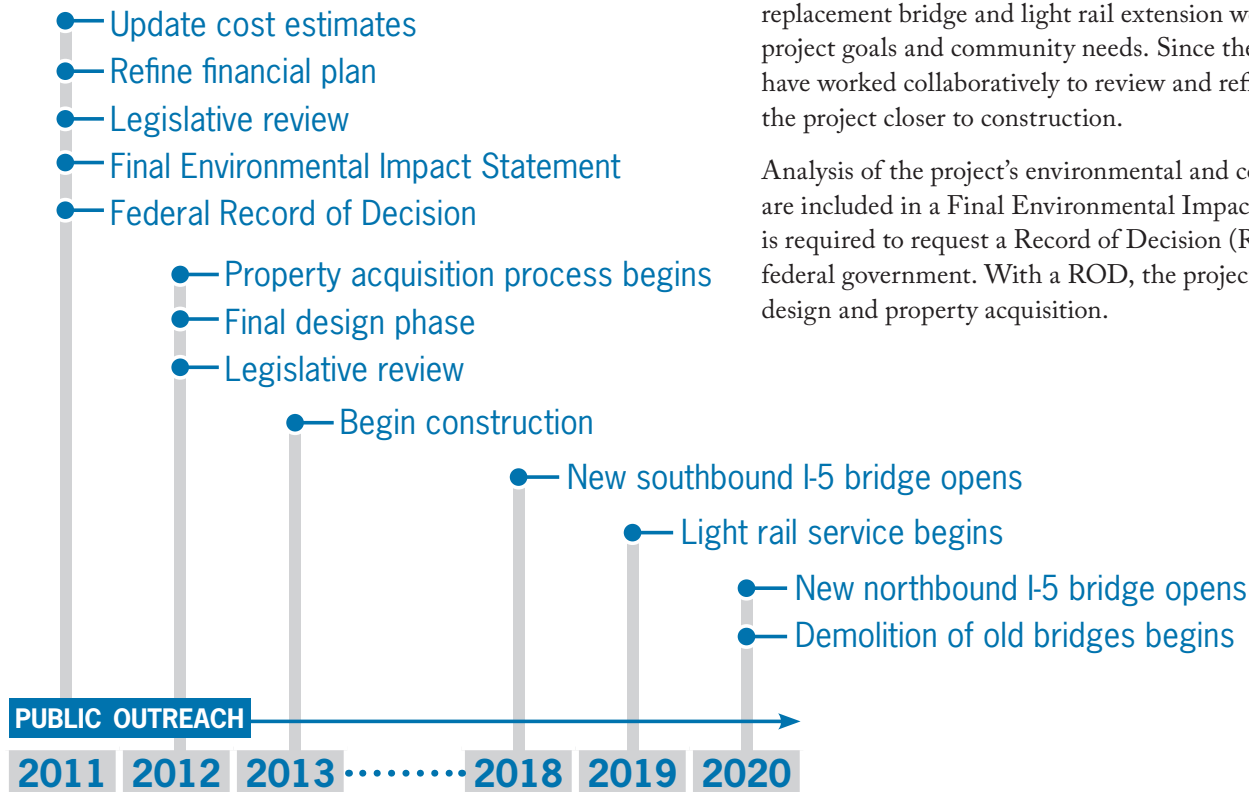 Update cost estimates
Refine financial plan
Legislative review
Final Environmental Impact Statement
Federal Record of Decision
Property acquisition process begins
Final design phase
Legislative review
Begin construction
New southbound I-5 bridge opens
Light rail service begins
New northbound I-5 bridge opens
Demolition of old bridges begins
PUBLIC OUTREACH
2011 2012 2013 2018 2019 2020
replacement bridge and light rail extension
project goals and community needs. Since the
have worked collaboratively to review and
the project closer to construction.
Analysis of the project’s environmental and
are included in a Final Environmental
is required to request a Record of Decision
federal government. With a ROD, the
design and property acquisition.